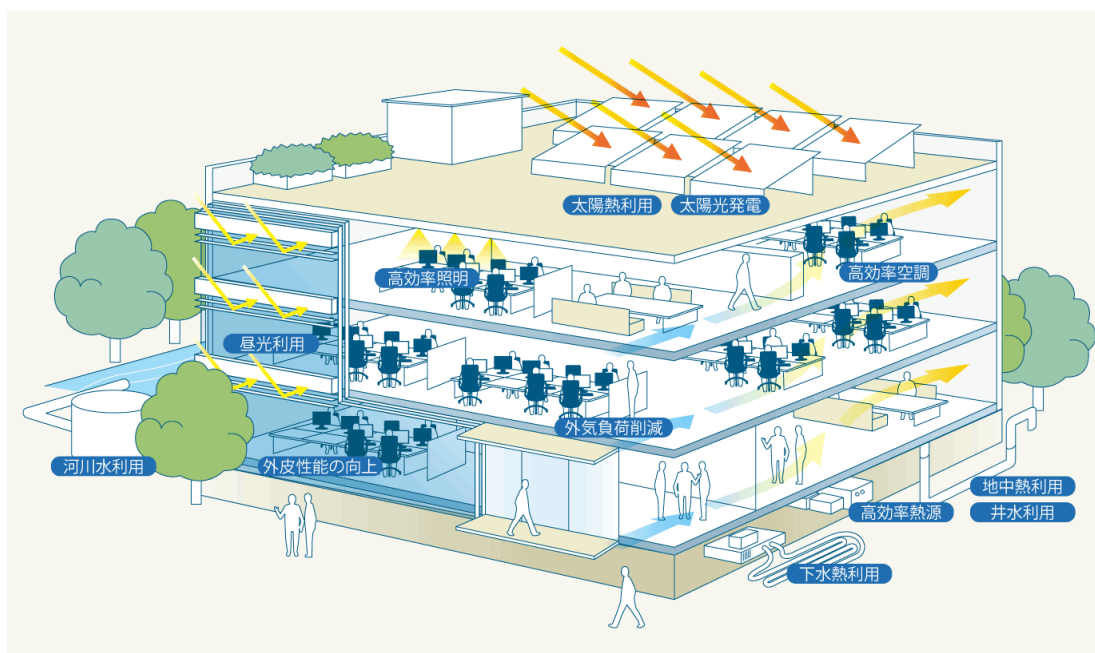 太陽熱利用
太陽光発電
高効率照明
高効率空調
昼光利用
外気負荷削減
河川水利用
外皮性能の向上
地中熱利用
高効率熱源
井水利用
下水熱利用